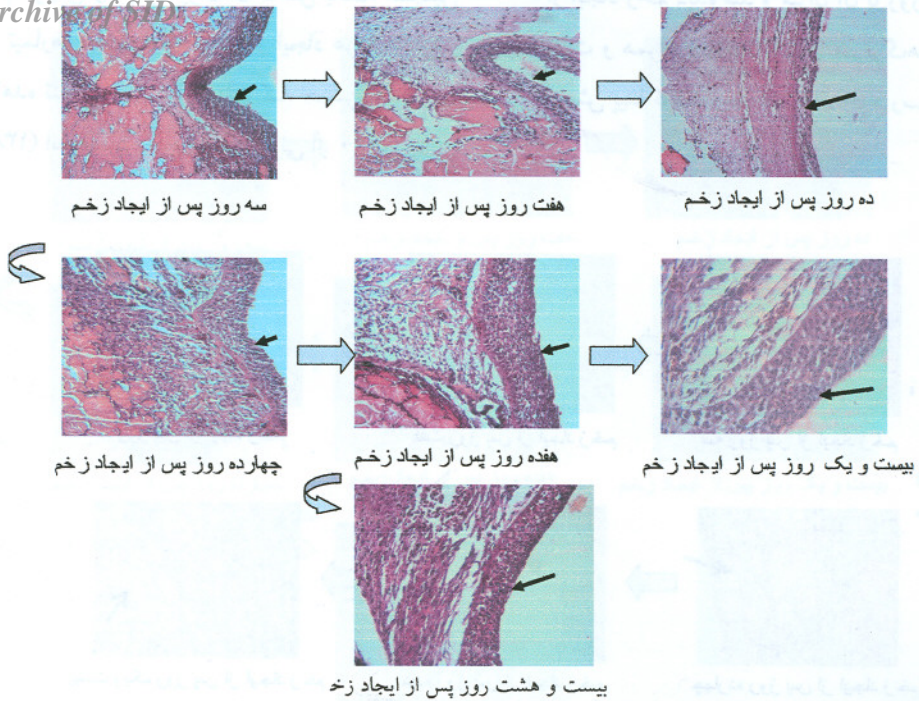 Archive of SID
سه روز پس از ایجاد زخم
هفت روز پس از ایجاد زخم
ده روز پس از ایجاد زخم
چهارده روز پس از ایجاد زخم
هفده روز پس از ایجاد زخم
بیست و یک روز پس از ایجاد زخم
بیست و هشت روز پس از ایجاد زخ